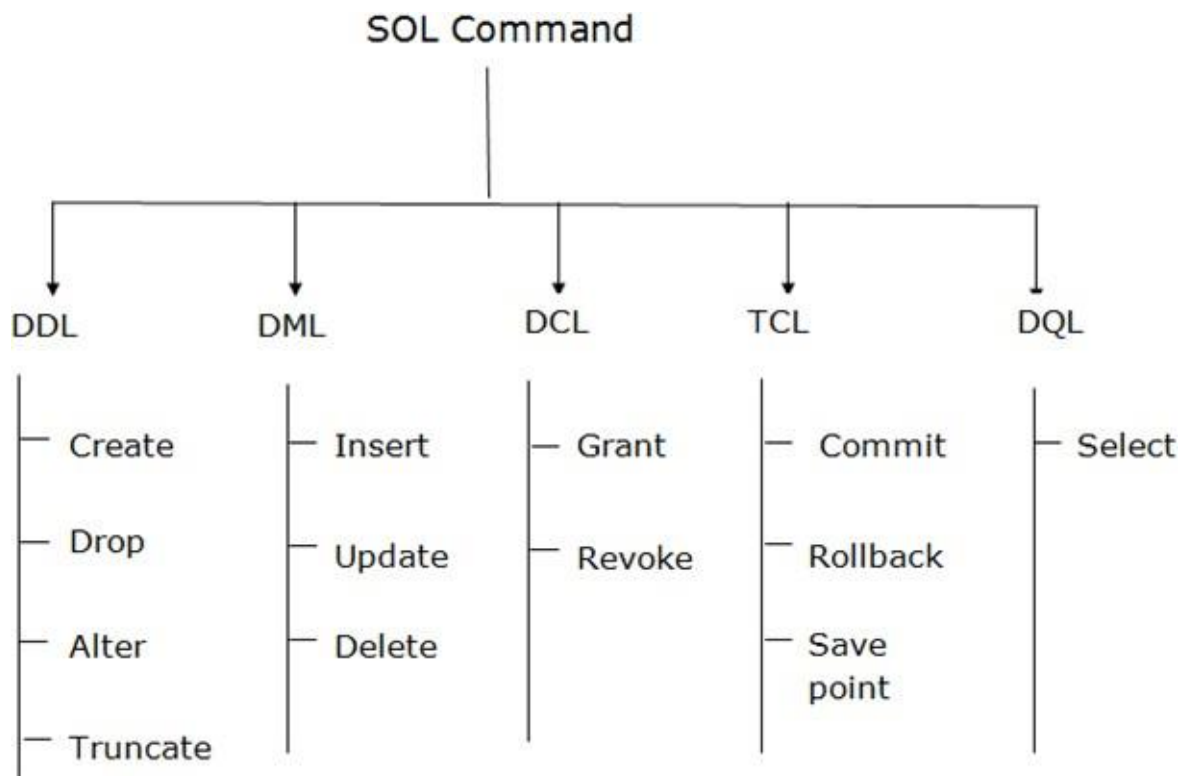 SOL Command
DDL
DML
DCL
TCL
DQL
Create
Drop
Alter
Truncate
Insert
Update
Delete
Grant
Revoke
Commit
Rollback
Save
point
Select